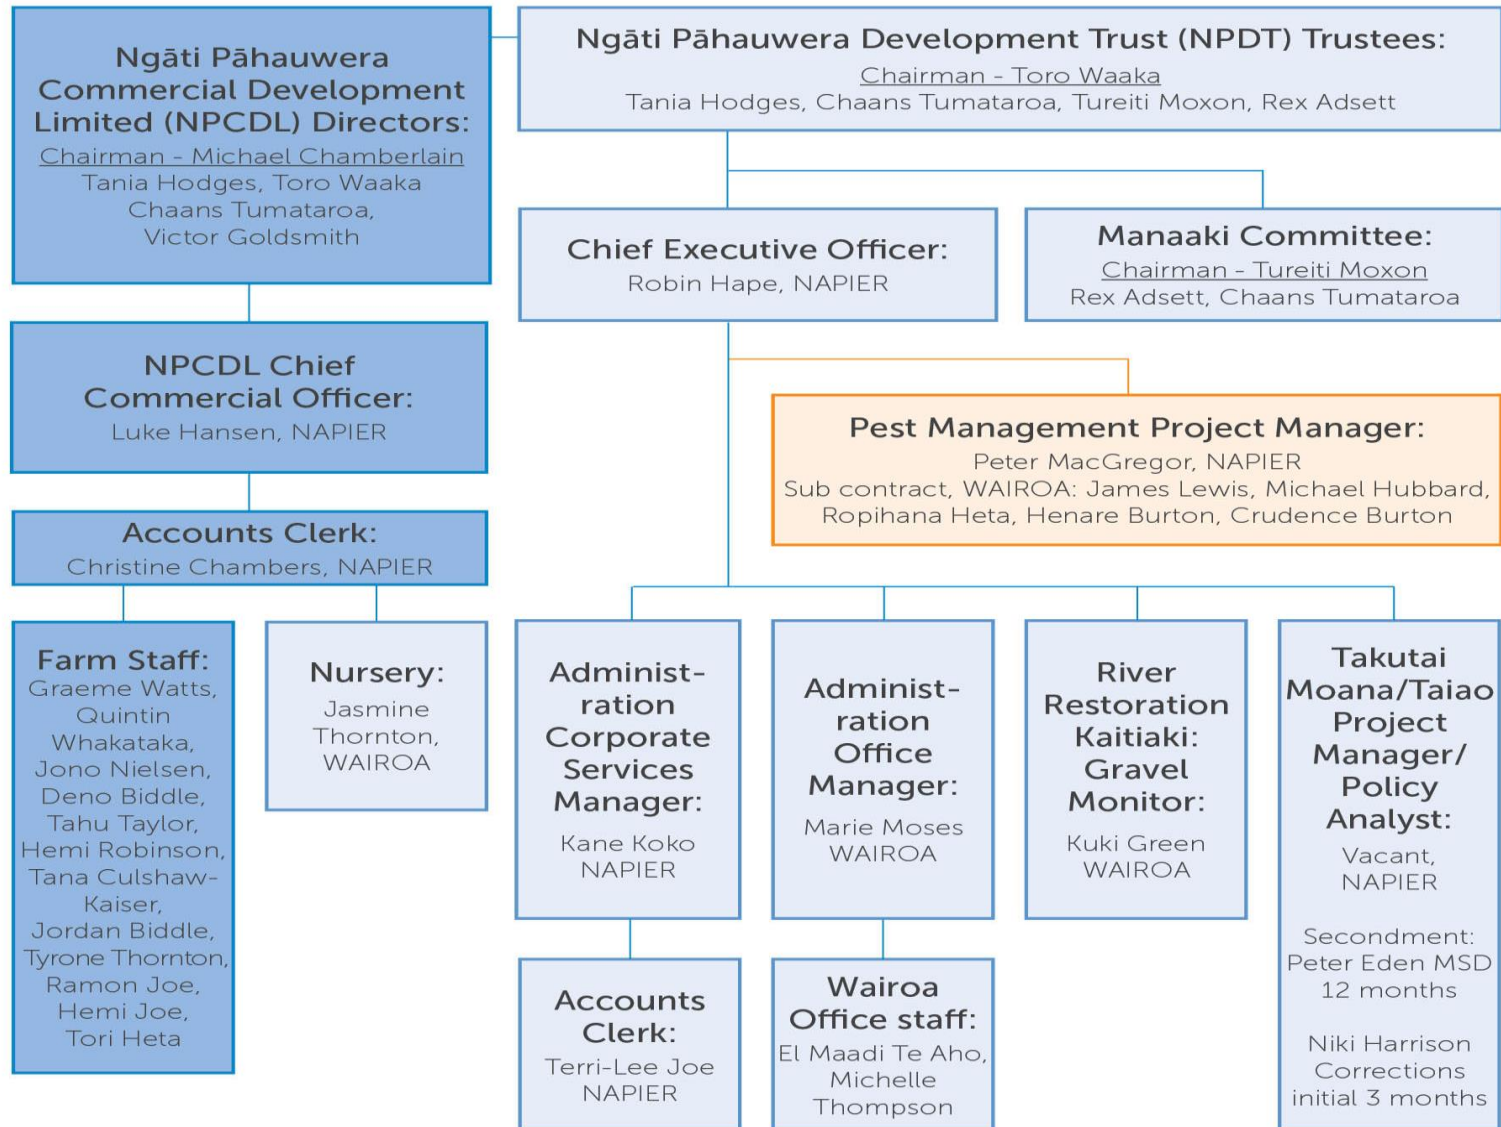 Ngāti Pāhauwera
Commercial Development
Limited (NPCDL) Directors:
Chairman - Michael Chamberlain
Tania Hodges, Toro Waaka
Chaans Tumataroa,
Victor Goldsmith
Ngāti Pāhauwera Development Trust (NPDT) Trustees:
Chairman - Toro Waaka
Tania Hodges, Chaans Tumataroa, Tureiti Moxon, Rex Adsett
Chief Executive Officer:
Robin Hape, NAPIER
Manaaki Committee:
Chairman - Tureiti Moxon
Rex Adsett, Chaans Tumataroa
NPCDL Chief
Commercial Officer:
Luke Hansen, NAPIER
Pest Management Project Manager:
Peter MacGregor, NAPIER
Sub contract, WAIROA: James Lewis, Michael Hubbard,
Ropihana Heta, Henare Burton, Crudence Burton
Accounts Clerk:
Christine Chambers, NAPIER
Farm Staff:
Graeme Watts,
Quintin
Whakataka,
Jono Nielsen,
Deno Biddle,
Tahu Taylor,
Hemi Robinson,
Tana Culshaw-
Kaiser,
Jordan Biddle,
Tyrone Thornton,
Ramon Joe,
Hemi Joe,
Tori Heta
Nursery:
Jasmine
Thornton,
WAIROA
Administ-
ration
Corporate
Services
Manager:
Kane Koko
NAPIER
Accounts
Clerk:
Terri-Lee Joe
NAPIER
Administ-
ration
Office
Manager:
Marie Moses
WAIROA
Wairoa
Office staff:
El Maadi Te Aho,
Michelle
Thompson
River
Restoration
Kaitiaki:
Gravel
Monitor:
Kuki Green
WAIROA
Takutai
Moana/Taiao
Project
Manager/
Policy
Analyst:
Vacant,
NAPIER
Secondment:
Peter Eden MSD
12 months
Niki Harrison
Corrections
initial 3 months